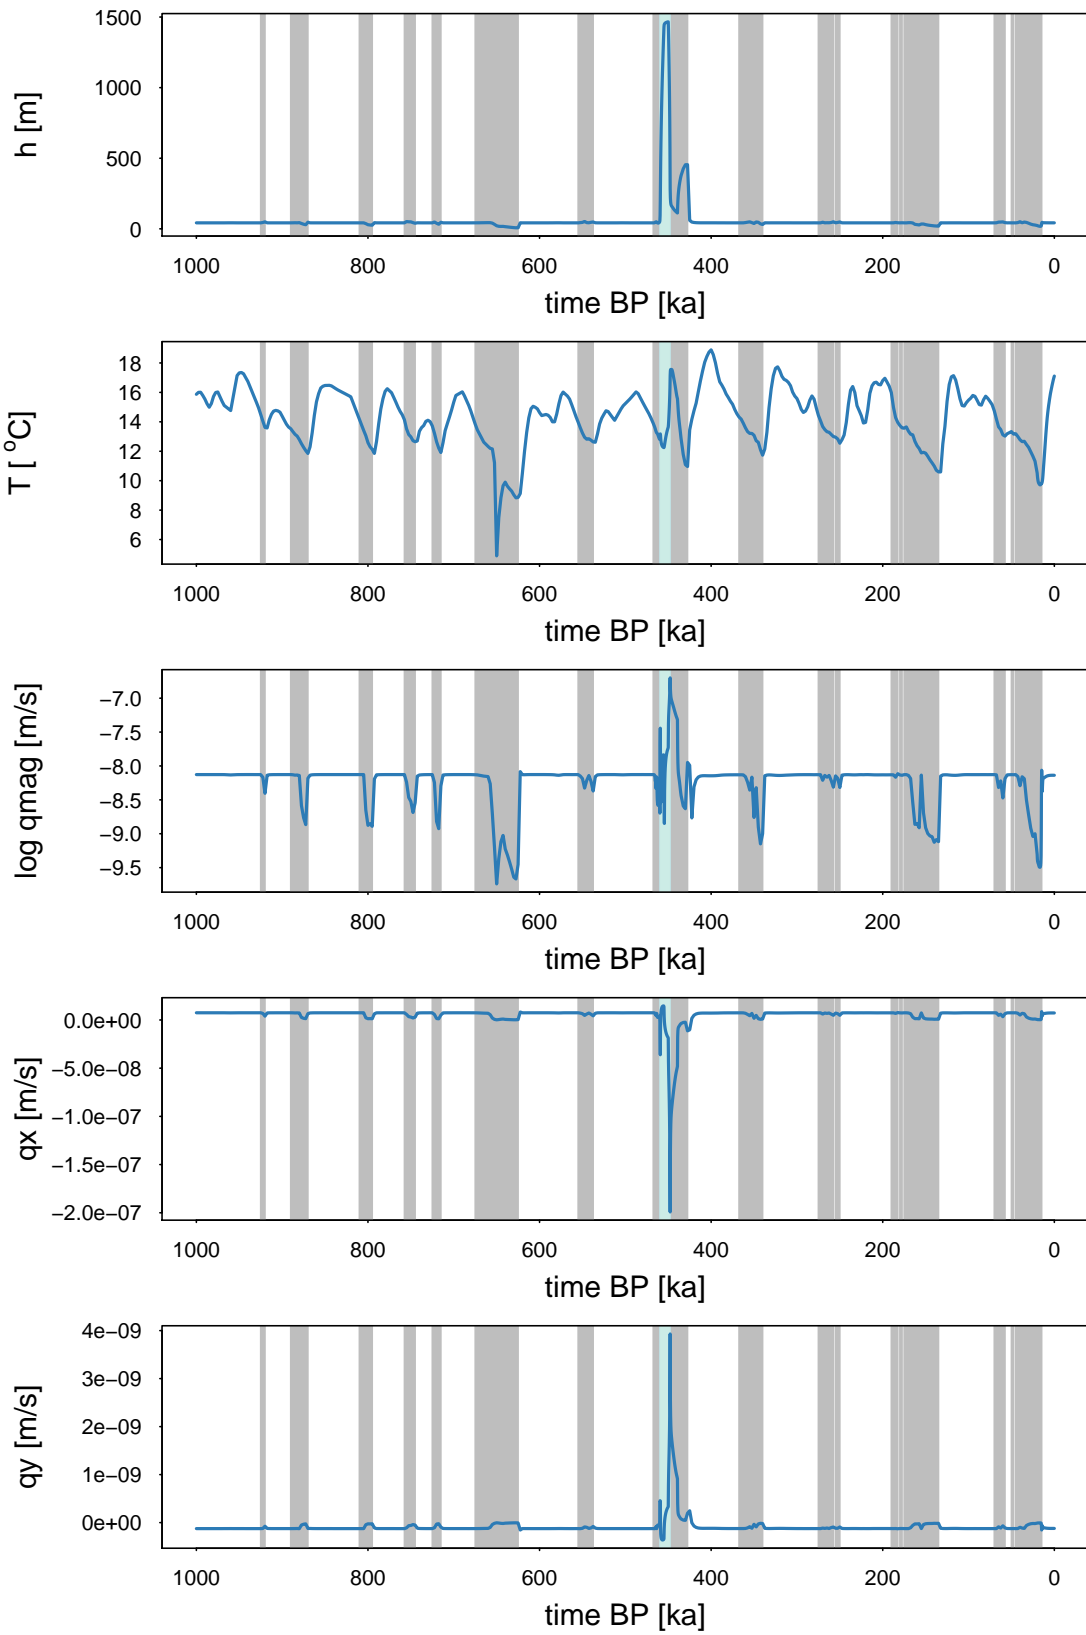 1500
1000
500
0
h [m]
1000 800 600 400 200 0
time BP [ka]
18
16
14
12
10
8
6
T [ °C]
1000 800 600 400 200 0
time BP [ka]
−7.0
−7.5
−8.0
−8.5
−9.0
−9.5
log qmag [m/s]
1000 800 600 400 200 0
time BP [ka]
0.0e+00
−5.0e−08
−1.0e−07
−1.5e−07
−2.0e−07
qx [m/s]
1000 800 600 400 200 0
time BP [ka]
4e−09
3e−09
2e−09
1e−09
0e+00
qy [m/s]
1000 800 600 400 200 0
time BP [ka]